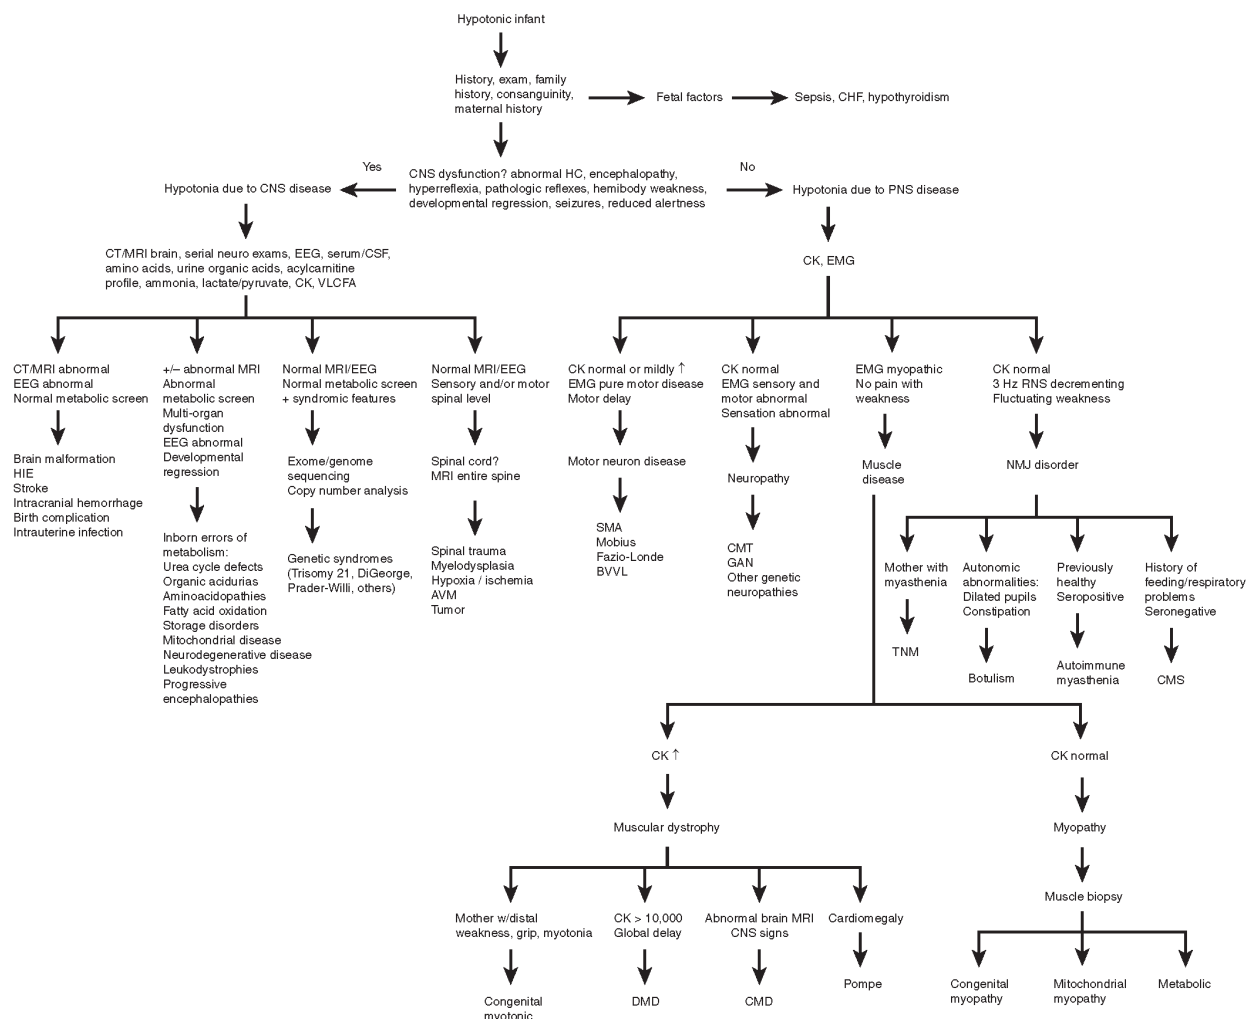 Hypotonic infant
History, exam, family
history, consanguinity,
maternal history
Fetal factors
Sepsis, CHF, hypothyroidism
Yes
CNS dysfunction? abnormal HC, encephalopathy,
hyperreflexia, pathologic reflexes, hemibody weakness,
developmental regression, seizures, reduced alertness
No
Hypotonia due to CNS disease
Hypotonia due to PNS disease
CT/MRI brain, serial neuro exams, EEG, serum/CSF,
amino acids, urine organic acids, acylcarnitine
profile, ammonia, lactate/pyruvate, CK, VLCFA
CK, EMG
CT/MRI abnormal
EEG abnormal
Normal metabolic screen
Brain malformation
HIE
Stroke
Intracranial hemorrhage
Birth complication
Intrauterine infection
+/– abnormal MRI
Abnormal
metabolic screen
Multi-organ
dysfunction
EEG abnormal
Developmental
regression
Inborn errors of
metabolism:
Urea cycle defects
Organic acidurias
Aminoacidopathies
Fatty acid oxidation
Storage disorders
Mitochondrial disease
Neurodegenerative disease
Leukodystrophies
Progressive
encephalopathies
Normal MRI/EEG
Normal metabolic screen
+ syndromic features
Exome/genome
sequencing
Copy number analysis
Genetic syndromes
(Trisomy 21, DiGeorge,
Prader-Willi, others)
Normal MRI/EEG
Sensory and/or motor
spinal level
Spinal cord?
MRI entire spine
Spinal trauma
Myelodysplasia
Hypoxia / ischemia
AVM
Tumor
CK normal or mildly ↑
EMG pure motor disease
Motor delay
Motor neuron disease
SMA
Mobius
Fazio-Londe
BVVL
CK normal
EMG sensory and
motor abnormal
Sensation abnormal
Neuropathy
CMT
GAN
Other genetic
neuropathies
EMG myopathic
No pain with
weakness
Muscle
disease
CK normal
3 Hz RNS decrementing
Fluctuating weakness
NMJ disorder
Mother with
myasthenia
TNM
Autonomic
abnormalities:
Dilated pupils
Constipation
Botulism
Previously
healthy
Seropositive
Autoimmune
myasthenia
History of
feeding/respiratory
problems
Seronegative
CMS
CK ↑
Muscular dystrophy
Mother w/distal
weakness, grip, myotonia
Congenital
myotonic
CK > 10,000
Global delay
DMD
Abnormal brain MRI
CNS signs
CMD
Cardiomegaly
Pompe
CK normal
Myopathy
Muscle biopsy
Congenital
myopathy
Mitochondrial
myopathy
Metabolic